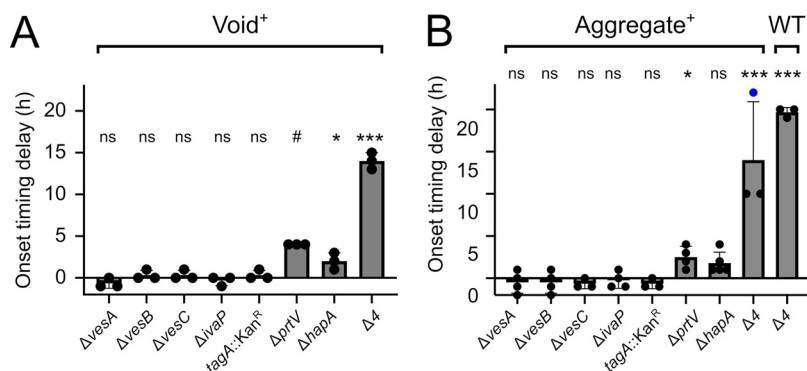 A
Void⁺
Onset timing delay (h)
20
15
10
5
0
ns ns ns ns ns # * ***
ΔvesA ΔvesB ΔvesC ΔivaP tagA::Kanᴿ ΔprtV ΔhapA Δ4
B
Aggregate⁺ WT
Onset timing delay (h)
20
15
10
5
0
0
ns ns ns ns ns * ns *** ***
ΔvesA ΔvesB ΔvesC ΔivaP tagA::Kanᴿ ΔprtV ΔhapA Δ4 Δ4